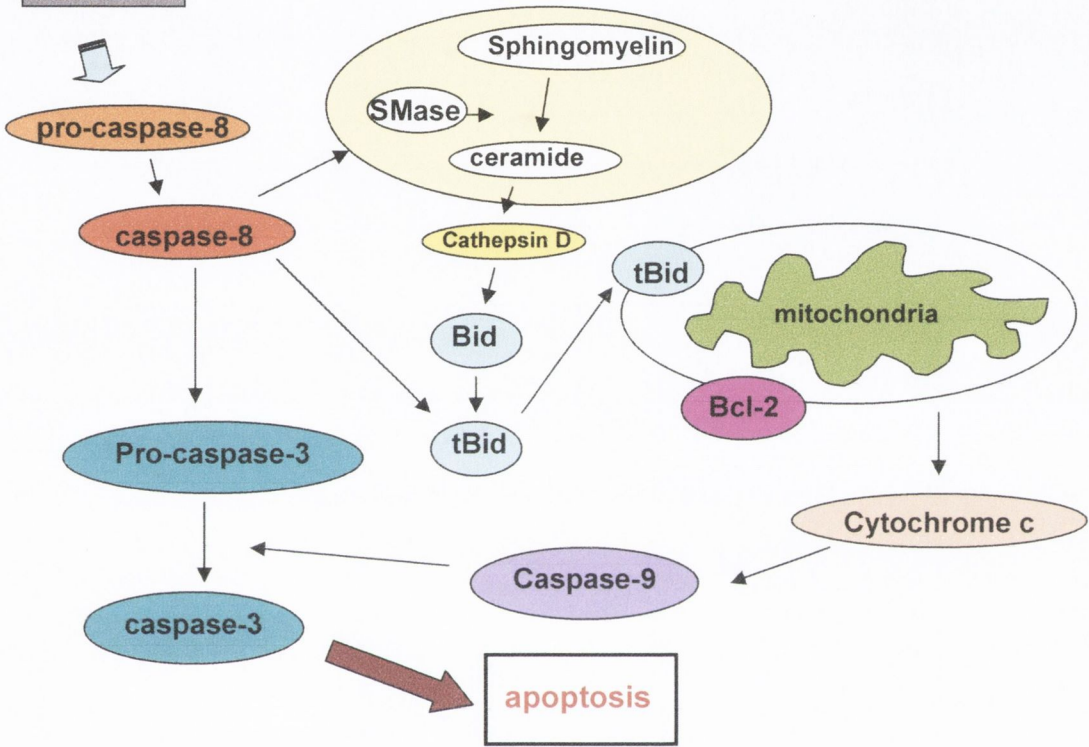 Sphingomyelin
SMase
pro-caspase-8
ceramide
caspase-8
Cathepsin D
tBid
mitochondria
Bid
Bcl-2
Pro-caspase-3
tBid
Cytochrome c
Caspase-9
caspase-3
apoptosis